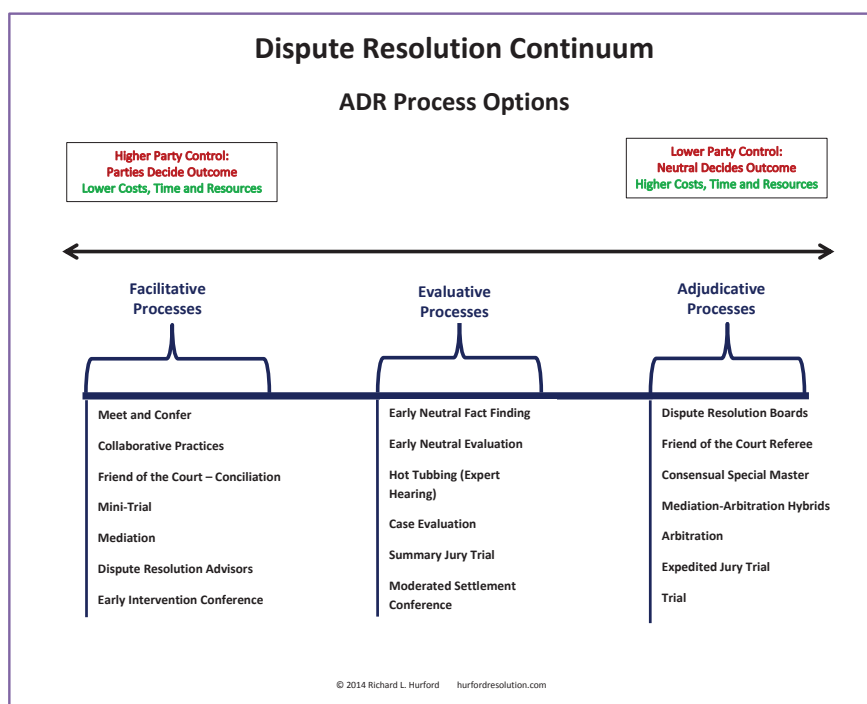 Dispute Resolution Continuum
ADR Process Options
Higher Party Control:
Parties Decide Outcome
Lower Costs, Time and Resources
Lower Party Control:
Neutral Decides Outcome
Higher Costs, Time and Resources
Facilitative
Processes
Evaluative
Processes
Adjudicative
Processes
Meet and Confer
Collaborative Practices
Friend of the Court – Conciliation
Mini-Trial
Mediation
Dispute Resolution Advisors
Early Intervention Conference
Early Neutral Fact Finding
Early Neutral Evaluation
Hot Tubbing (Expert
Hearing)
Case Evaluation
Summary Jury Trial
Moderated Settlement
Conference
Dispute Resolution Boards
Friend of the Court Referee
Consensual Special Master
Mediation-Arbitration Hybrids
Arbitration
Expedited Jury Trial
Trial
© 2014 Richard L. Hurford hurfordresolution.com